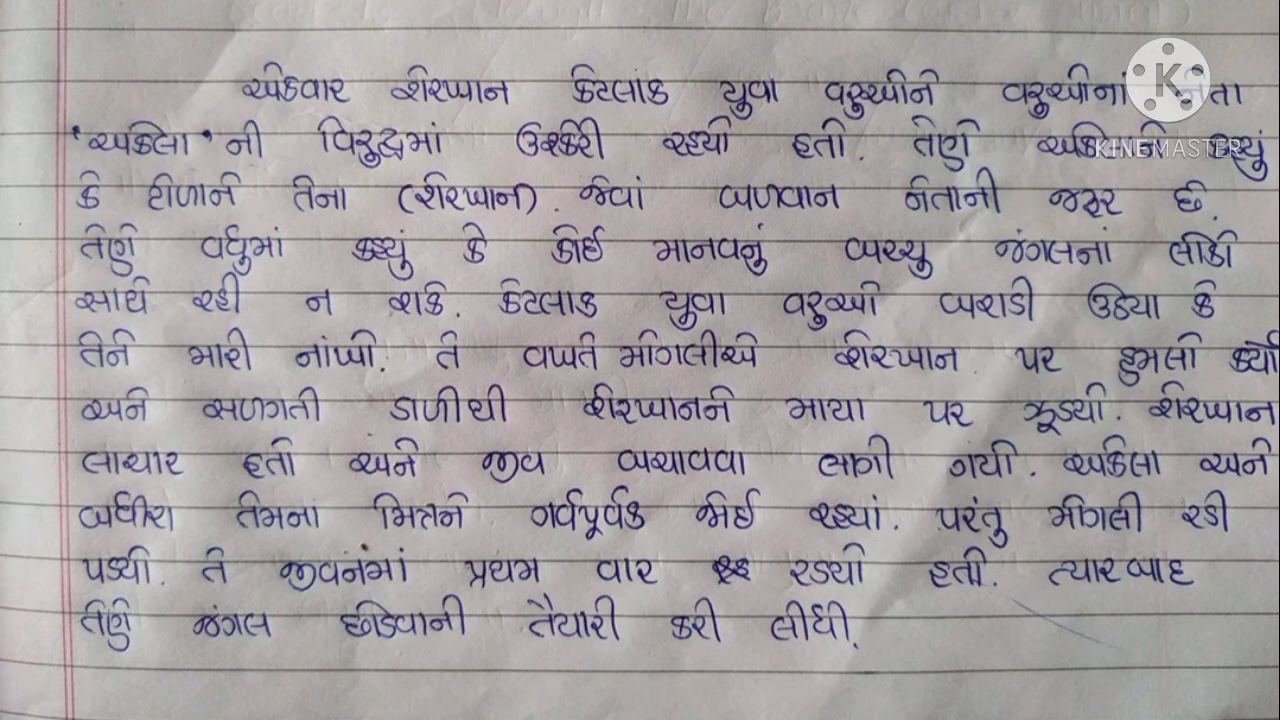 એકવાર શેરખાન કેટલાક યુવા વરુઓને વરુઓનાં નેતા
'અકેલા' ની વિરુદ્ધમાં ઉશ્કેરી રહ્યો હતો. તેણે અકેલાને કહ્યું
કે ટોળાને તેના (શેરખાન) જેવાં બળવાન નેતાની જરૂર છે.
તેણે વધુમાં કહ્યું કે કોઈ માનવનું બચ્ચુ જંગલનાં લોકો
સાથે રહી ન શકે. કેટલાક યુવા વરુઓ બરાડી ઉઠયા કે
તેને મારી નાંખો. તે વખતે મોગલીએ શેરખાન પર હુમલો કર્યો
અને સળગતી ડાળીથી શેરખાનને માથા પર ઝૂડ્યો. શેરખાન
લાચાર હતો અને જીવ બચાવવા ભાગી ગયો. અકેલા અને
બધીરા તેમના મિત્રને ગર્વપૂર્વક જોઈ રહ્યાં. પરંતુ મોગલી રડી
પડ્યો. તે જીવનમાં પ્રથમ વાર રડ્યો હતો. ત્યારબાદ
તેણે જંગલ છોડવાની તૈયારી કરી લીધી.
KINEMASTER